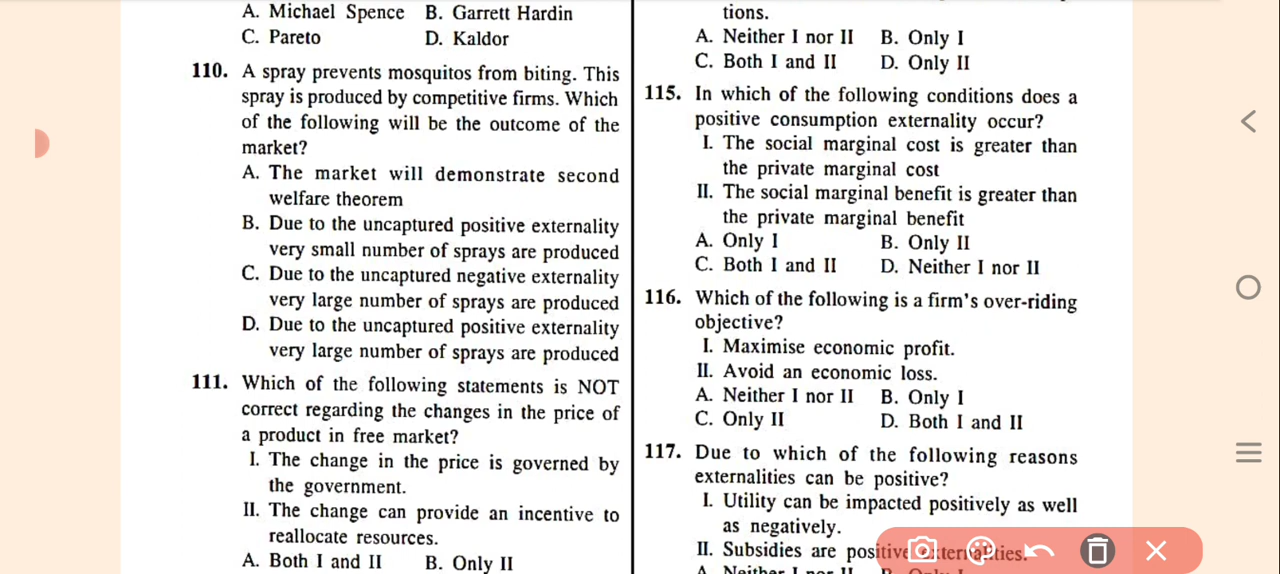 A. Michael Spence B. Garrett Hardin
C. Pareto D. Kaldor
110. A spray prevents mosquitos from biting. This
spray is produced by competitive firms. Which
of the following will be the outcome of the
market?
A. The market will demonstrate second
welfare theorem
B. Due to the uncaptured positive externality
very small number of sprays are produced
C. Due to the uncaptured negative externality
very large number of sprays are produced
D. Due to the uncaptured positive externality
very large number of sprays are produced
111. Which of the following statements is NOT
correct regarding the changes in the price of
a product in free market?
I. The change in the price is governed by
the government.
II. The change can provide an incentive to
reallocate resources.
A. Both I and II B. Only II
tions.
A. Neither I nor II B. Only I
C. Both I and II D. Only II
115. In which of the following conditions does a
positive consumption externality occur?
I. The social marginal cost is greater than
the private marginal cost
II. The social marginal benefit is greater than
the private marginal benefit
A. Only I B. Only II
C. Both I and II D. Neither I nor II
116. Which of the following is a firm's over-riding
objective?
I. Maximise economic profit.
II. Avoid an economic loss.
A. Neither I nor II B. Only I
C. Only II D. Both I and II
117. Due to which of the following reasons
externalities can be positive?
I. Utility can be impacted positively as well
as negatively.
II. Subsidies are positive externalities.
A. Neither I nor II B. Only I